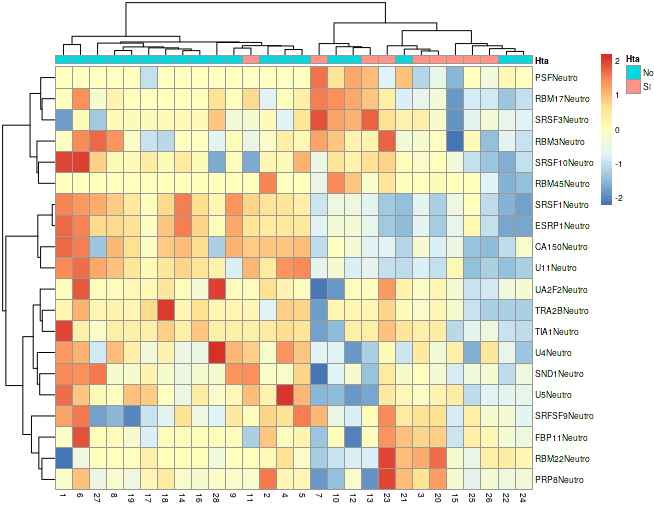 Hta
PSFNeutro
RBM17Neutro
SRSF3Neutro
RBM3Neutro
SRSF10Neutro
RBM45Neutro
SRSF1Neutro
ESRP1Neutro
CA150Neutro
U11Neutro
UA2F2Neutro
TRA2BNeutro
TIA1Neutro
U4Neutro
SND1Neutro
U5Neutro
SRFSF9Neutro
FBP11Neutro
RBM22Neutro
PRP8Neutro
1 6 27 8 19 17 18 14 16 28 9 11 2 4 5 7 10 12 13 23 21 3 20 15 25 26 22 24
2
1
0
-1
-2
Hta
No
SI